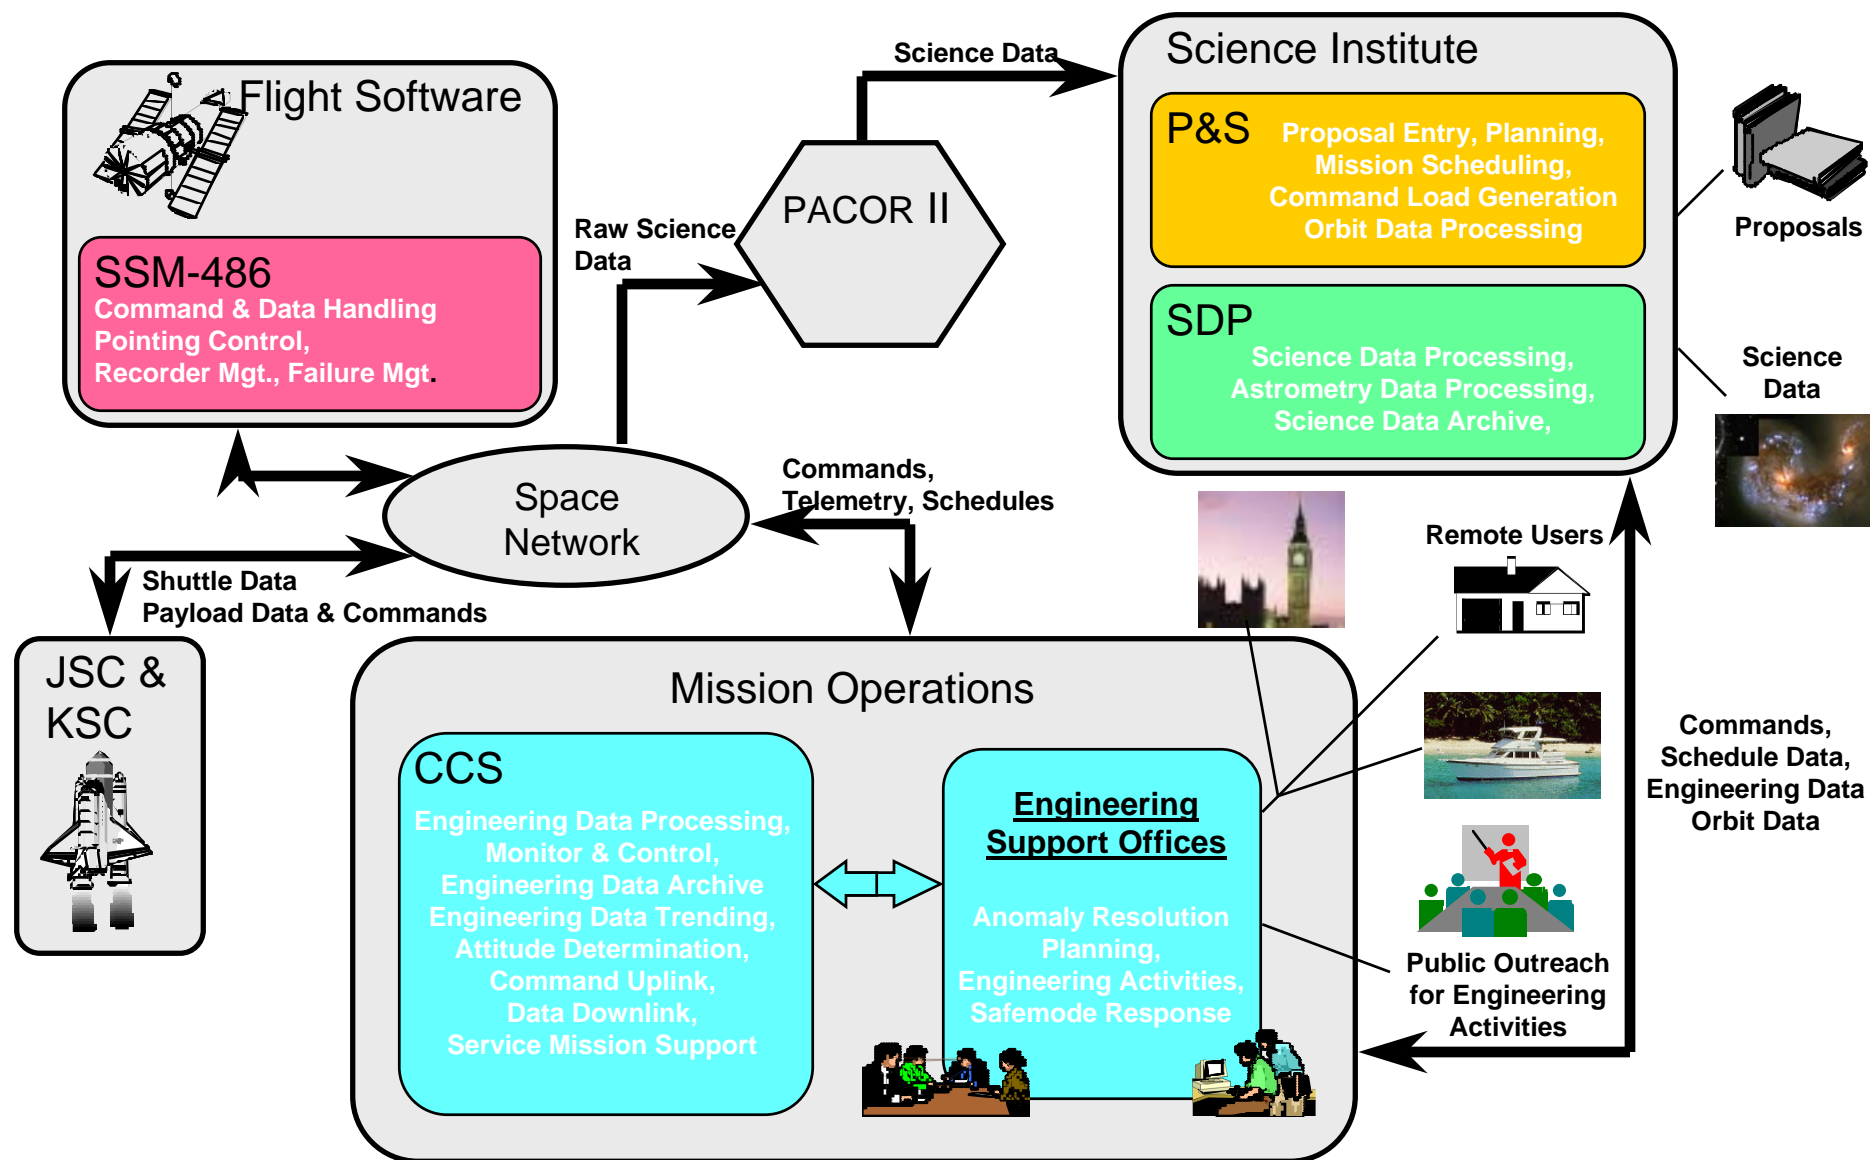 Flight Software
SSM-486
Command & Data Handling
Pointing Control,
Recorder Mgt., Failure Mgt.
Science Data
Raw Science
Data
PACOR II
Science Institute
P&S
Proposal Entry, Planning,
Mission Scheduling,
Command Load Generation
Orbit Data Processing
SDP
Science Data Processing,
Astrometry Data Processing,
Science Data Archive,
Proposals
Science
Data
Space
Network
Commands,
Telemetry, Schedules
Shuttle Data
Payload Data & Commands
JSC &
KSC
Remote Users
Mission Operations
CCS
Engineering Data Processing,
Monitor & Control,
Engineering Data Archive
Engineering Data Trending,
Attitude Determination,
Command Uplink,
Data Downlink,
Service Mission Support
Engineering
Support Offices
Anomaly Resolution
Planning,
Engineering Activities,
Safemode Response
Public Outreach
for Engineering
Activities
Commands,
Schedule Data,
Engineering Data
Orbit Data